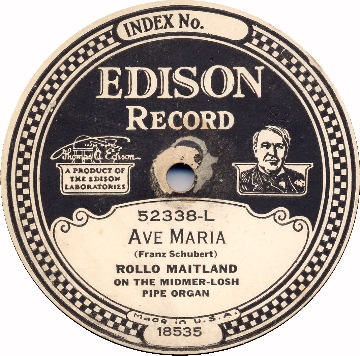 INDEX No.
EDISON
RECORD
Thomas A Edison
A PRODUCT OF
THE EDISON
LABORATORIES
52338-L
AVE MARIA
(Franz Schubert)
ROLLO MAITLAND
ON THE MIDMER-LOSH
PIPE ORGAN
Made in U.S.A.
18535